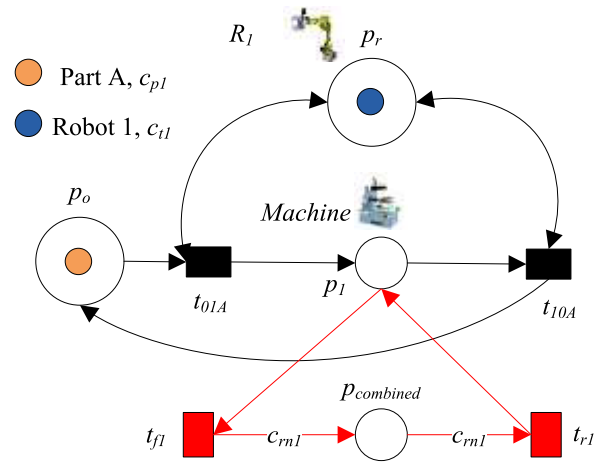 R1 pr
Part A, cp1
Robot 1, ct1
po
Machine
p1
t01A
t10A
pcombined
tf1
crn1
crn1
tr1